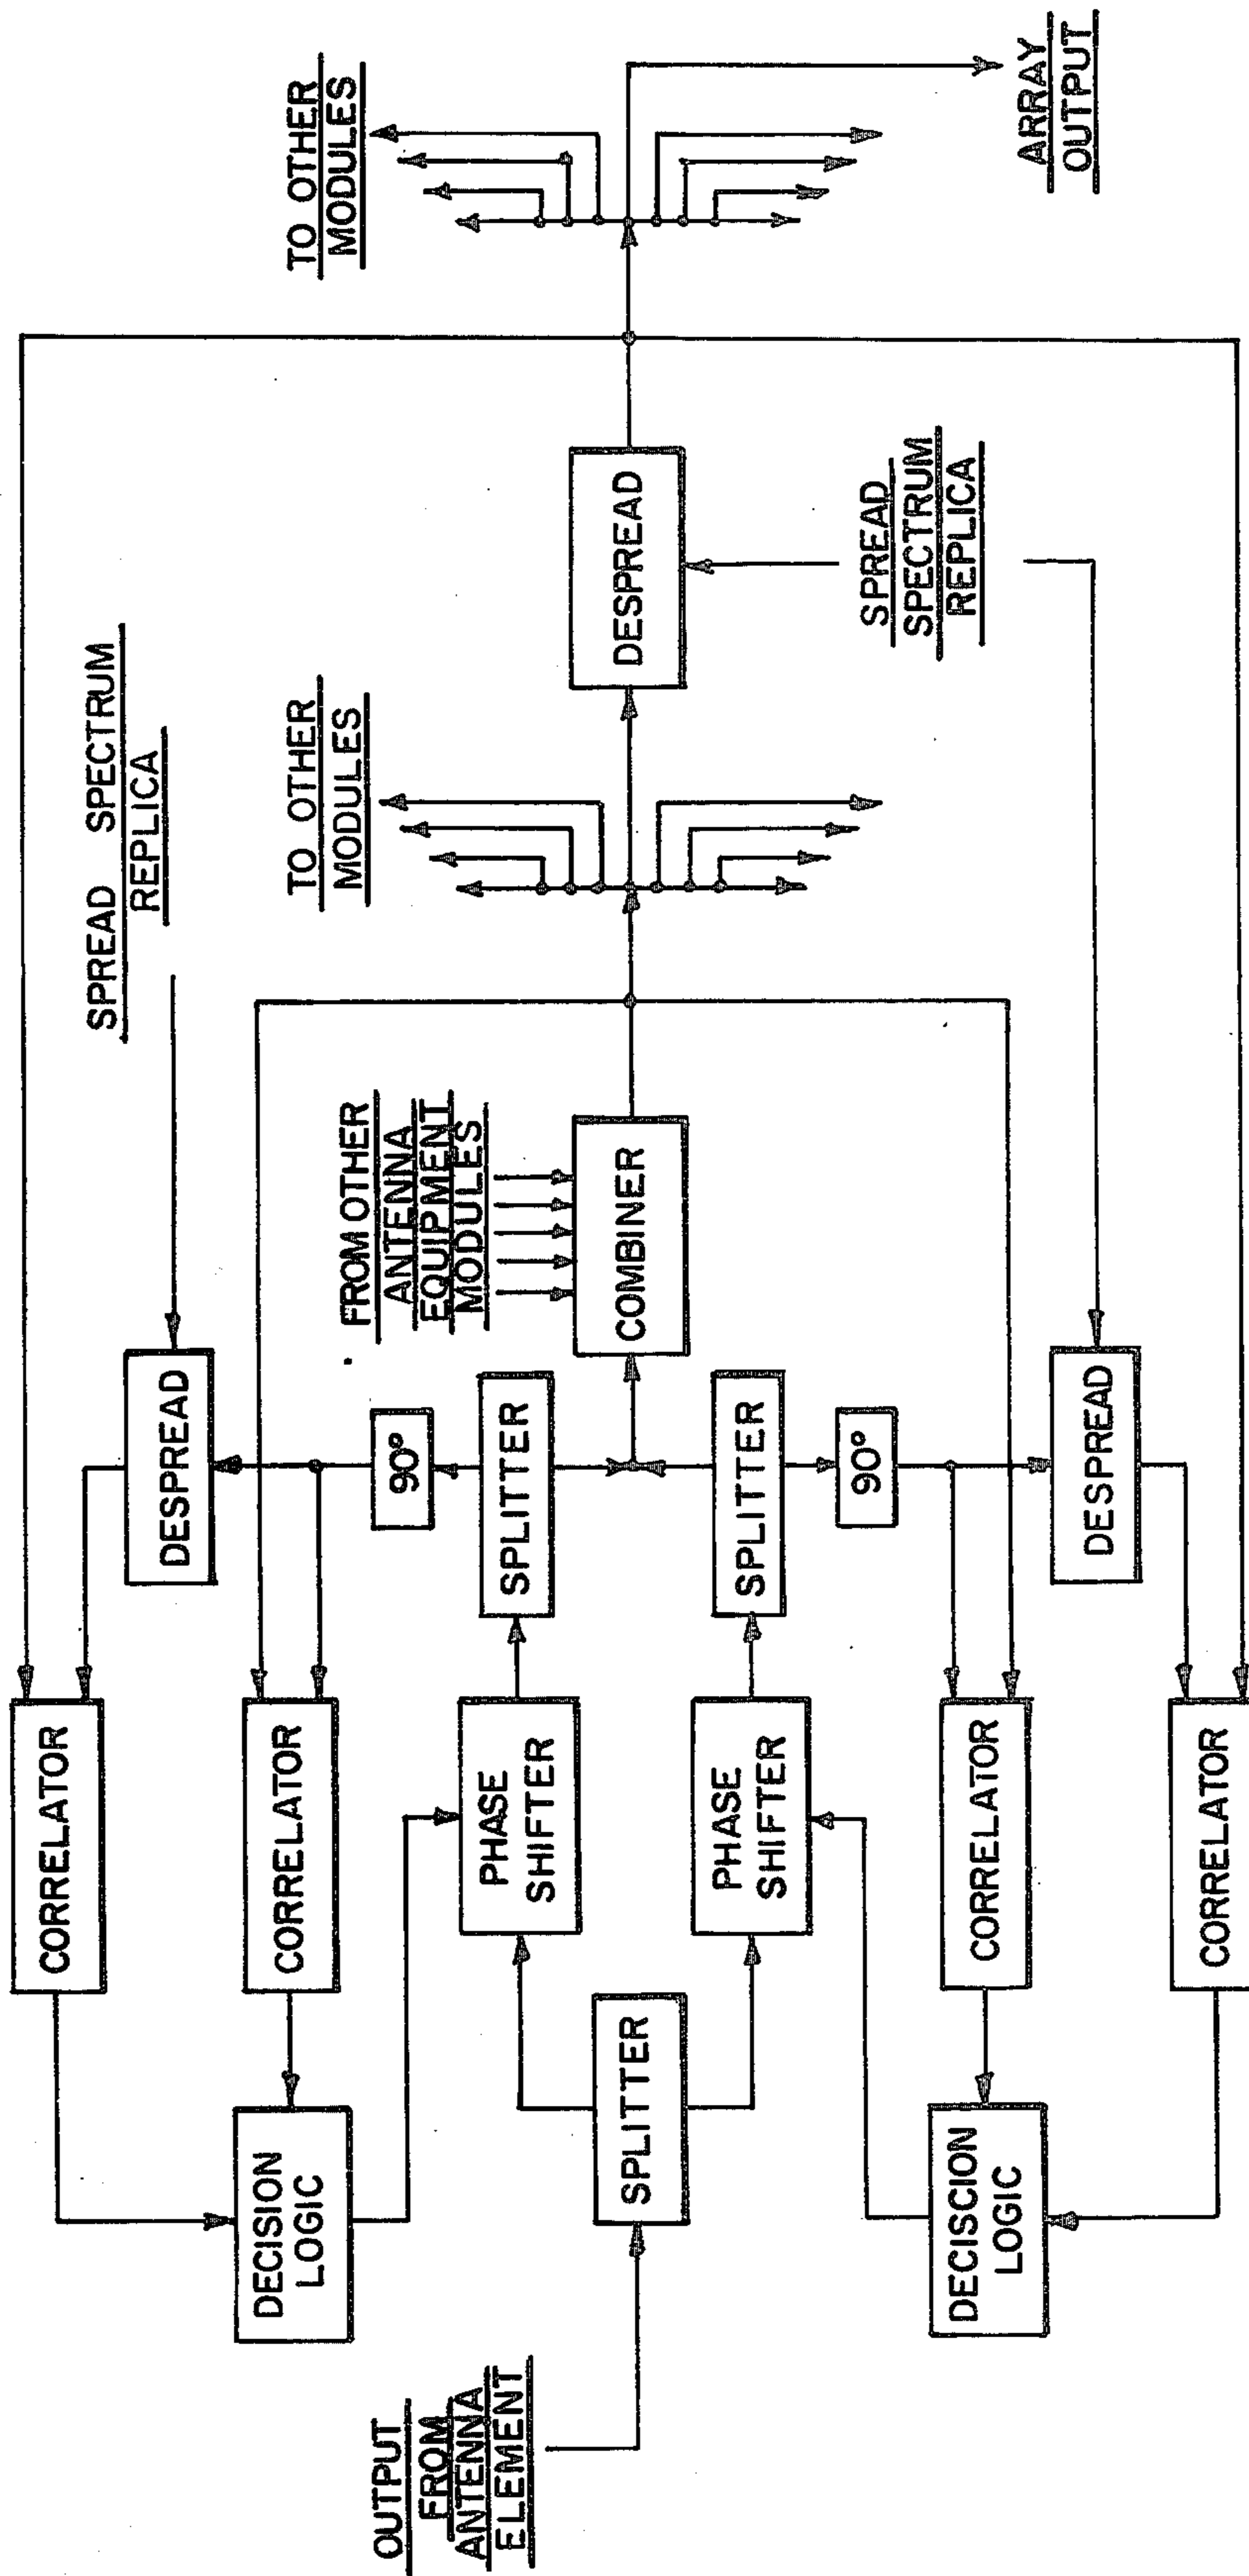 OUTPUT
FROM
ANTENNA
ELEMENT
SPLITTER
DECISION
LOGIC
DECISCION
LOGIC
CORRELATOR
CORRELATOR
PHASE
SHIFTER
PHASE
SHIFTER
CORRELATOR
CORRELATOR
DESPREAD
90°
SPLITTER
SPLITTER
90°
DESPREAD
FROM OTHER
ANTENNA
EQUIPMENT
MODULES
COMBINER
SPREAD SPECTRUM
REPLICA
TO OTHER
MODULES
DESPREAD
SPREAD
SPECTRUM
REPLICA
TO OTHER
MODULES
ARRAY
OUTPUT